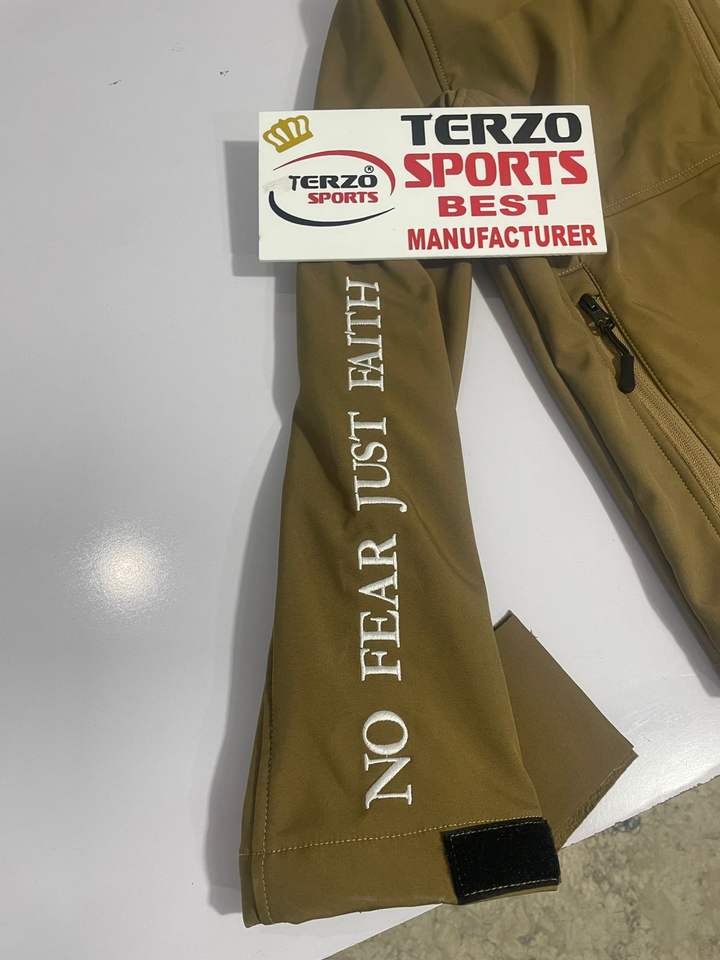 TERZO
SPORTS
BEST
MANUFACTURER
TERZO®
SPORTS
NO FEAR JUST FAITH